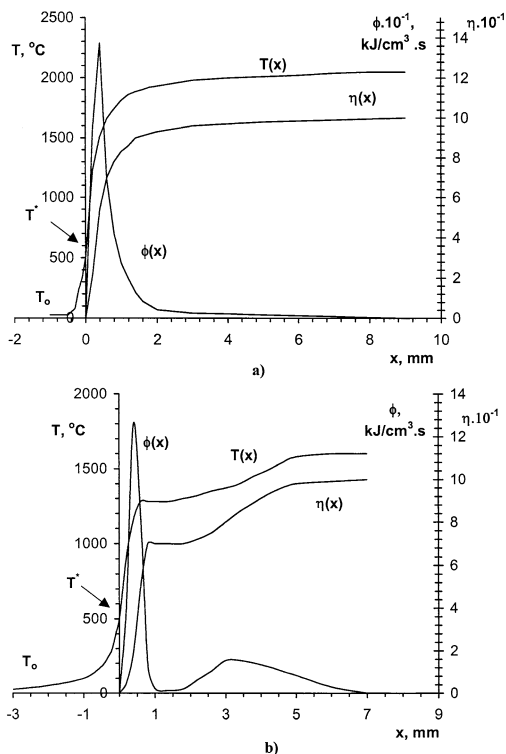 T, °C
ϕ.10⁻¹,
kJ/cm³.s
η.10⁻¹
2500
2000
1500
1000
500
0
14
12
10
8
6
4
2
0
T(x)
η(x)
ϕ(x)
T*
To
-2
0
2
4
6
8
10
x, mm
a)
T, °C
ϕ,
kJ/cm³.s
η.10⁻¹
2000
1500
1000
500
0
14
12
10
8
6
4
2
0
ϕ(x)
T(x)
η(x)
T*
To
-3
-1
1
3
5
7
9
x, mm
b)